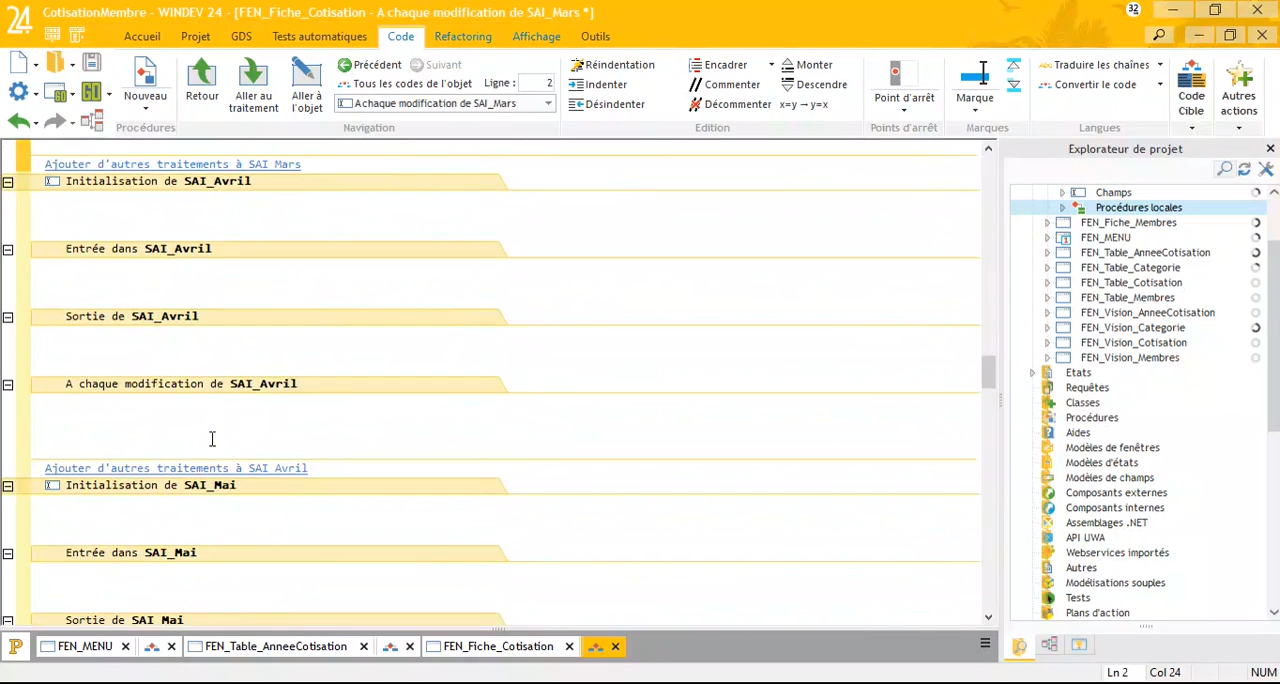 24 CotisationMembre - WINDEV 24 - [FEN_Fiche_Cotisation - A chaque modification de SAI_Mars *] 32
Accueil Projet GDS Tests automatiques Code Refactoring Affichage Outils
Nouveau
Procédures
Retour
Aller au traitement
Aller à l'objet
Précédent Suivant
Tous les codes de l'objet Ligne : 2
A chaque modification de SAI_Mars
Navigation
Réindentation
Indenter
Désindenter
Encadrer
Commenter
Décommenter
Monter
Descendre
x=y → y=x
Edition
Point d'arrêt
Points d'arrêt
Marque
Marques
Traduire les chaînes
Convertir le code
Langues
Code Cible
Autres actions
Ajouter d'autres traitements à SAI Mars
Initialisation de SAI_Avril
Entrée dans SAI_Avril
Sortie de SAI_Avril
A chaque modification de SAI_Avril
Ajouter d'autres traitements à SAI Avril
Initialisation de SAI_Mai
Entrée dans SAI_Mai
Sortie de SAI Mai
Explorateur de projet
Champs
Procédures locales
FEN_Fiche_Membres
FEN_MENU
FEN_Table_AnneeCotisation
FEN_Table_Categorie
FEN_Table_Cotisation
FEN_Table_Membres
FEN_Vision_AnneeCotisation
FEN_Vision_Categorie
FEN_Vision_Cotisation
FEN_Vision_Membres
Etats
Requêtes
Classes
Procédures
Aides
Modèles de fenêtres
Modèles d'états
Modèles de champs
Composants externes
Composants internes
Assemblages .NET
API UWA
Webservices importés
Autres
Modélisations souples
Tests
Plans d'action
FEN_MENU FEN_Table_AnneeCotisation FEN_Fiche_Cotisation
Ln 2 Col 24 NUM